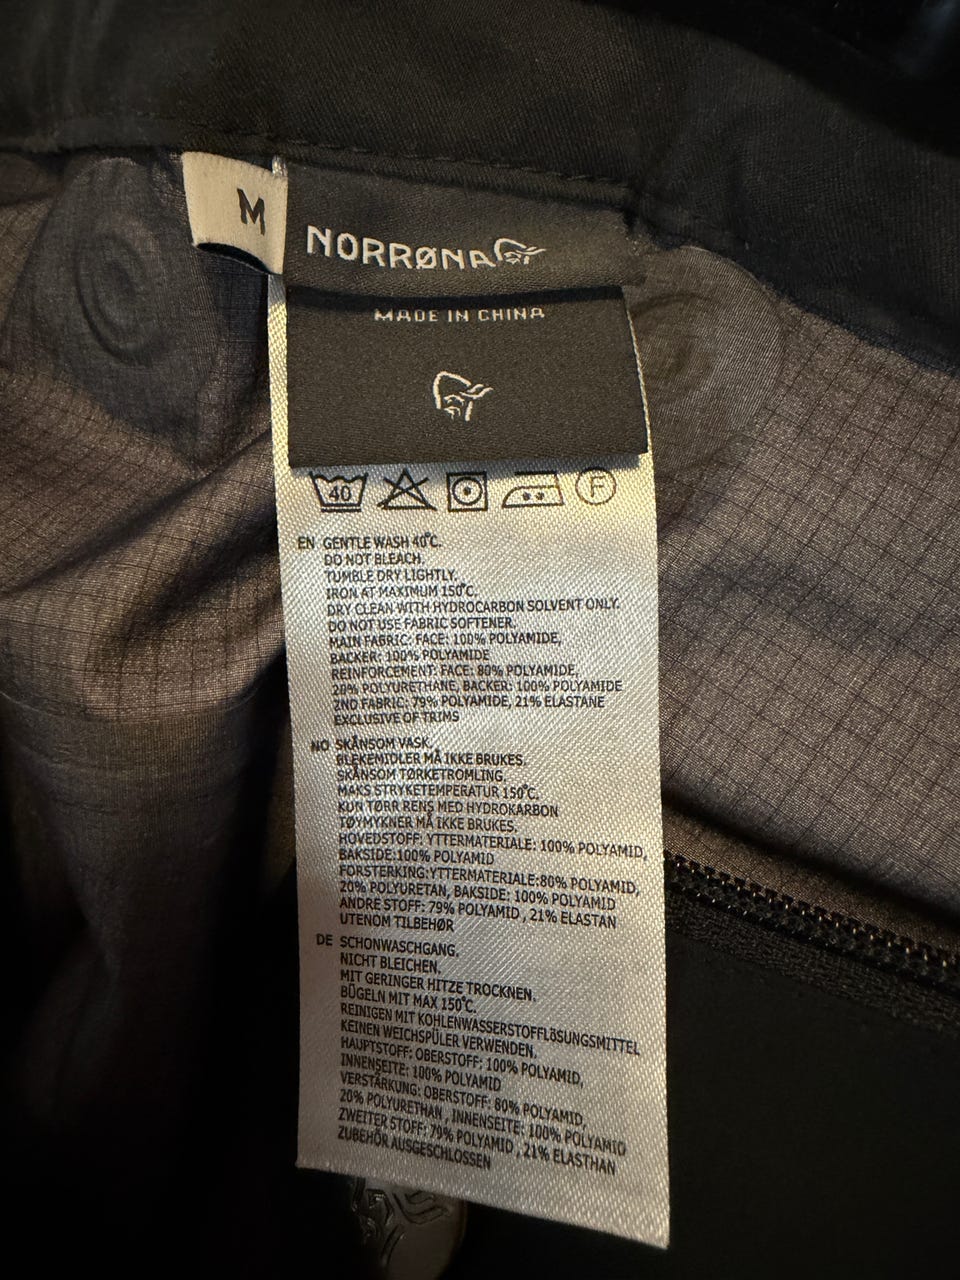 M
NORRØNA
MADE IN CHINA
40
F
EN GENTLE WASH 40°C.
DO NOT BLEACH.
TUMBLE DRY LIGHTLY.
IRON AT MAXIMUM 150°C.
DRY CLEAN WITH HYDROCARBON SOLVENT ONLY.
DO NOT USE FABRIC SOFTENER.
MAIN FABRIC: FACE: 100% POLYAMIDE,
BACKER: 100% POLYAMIDE
REINFORCEMENT: FACE: 80% POLYAMIDE,
20% POLYURETHANE, BACKER: 100% POLYAMIDE
2ND FABRIC: 79% POLYAMIDE, 21% ELASTANE
EXCLUSIVE OF TRIMS
NO SKÅNSOM VASK.
BLEKEMIDLER MÅ IKKE BRUKES.
SKÅNSOM TØRKETROMLING.
MAKS STRYKETEMPERATUR 150°C.
KUN TØRR RENS MED HYDROKARBON
TØYMYKNER MÅ IKKE BRUKES.
HOVEDSTOFF: YTTERMATERIALE: 100% POLYAMID,
BAKSIDE:100% POLYAMID
FORSTERKING:YTTERMATERIALE:80% POLYAMID,
20% POLYURETAN, BAKSIDE: 100% POLYAMID
ANDRE STOFF: 79% POLYAMID , 21% ELASTAN
UTENOM TILBEHØR
DE SCHONWASCHGANG.
NICHT BLEICHEN.
MIT GERINGER HITZE TROCKNEN.
BÜGELN MIT MAX 150°C.
REINIGEN MIT KOHLENWASSERSTOFFLÖSUNGSMITTEL
KEINEN WEICHSPÜLER VERWENDEN.
HAUPTSTOFF: OBERSTOFF: 100% POLYAMID,
INNENSEITE: 100% POLYAMID
VERSTÄRKUNG: OBERSTOFF: 80% POLYAMID,
20% POLYURETHAN , INNENSEITE: 100% POLYAMID
ZWEITER STOFF: 79% POLYAMID , 21% ELASTHAN
ZUBEHÖR AUSGESCHLOSSEN